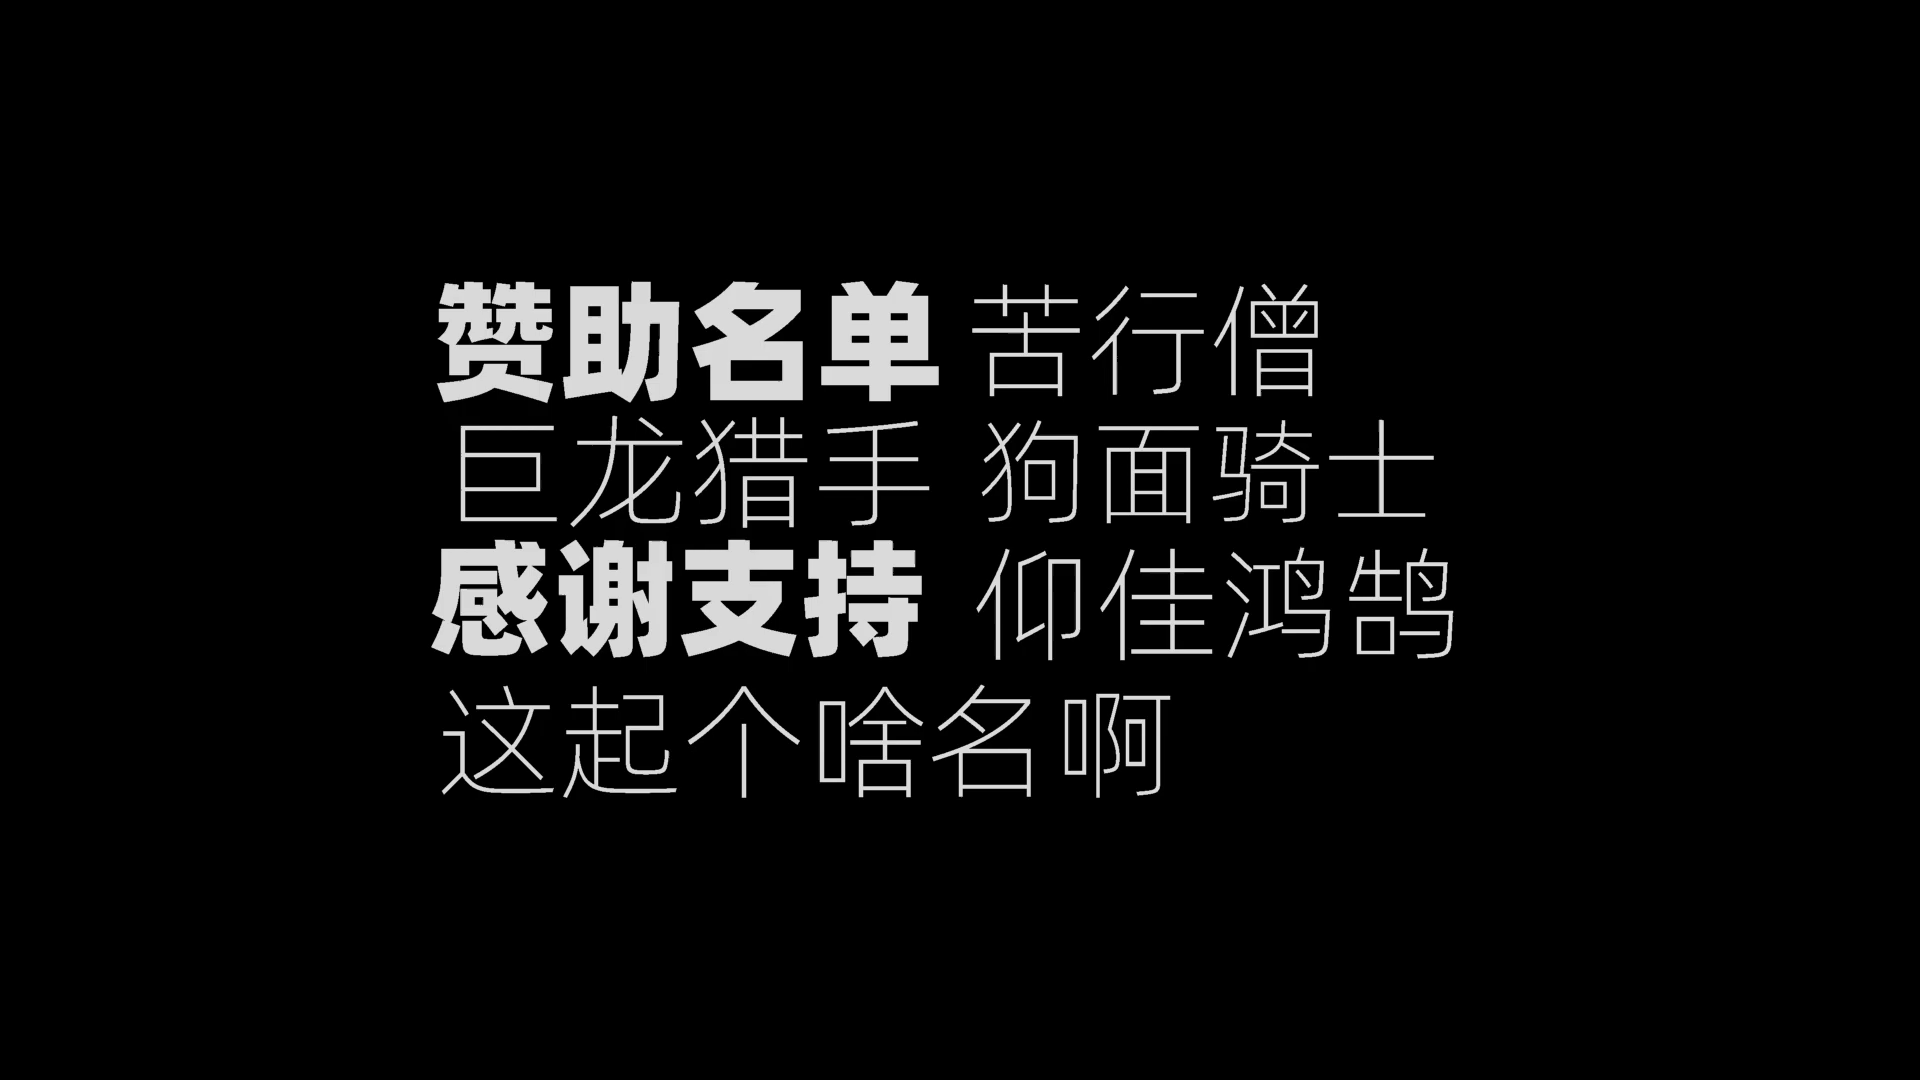 赞助名单 苦行僧
巨龙猎手 狗面骑士
感谢支持 仰佳鸿鹄
这起个啥名啊